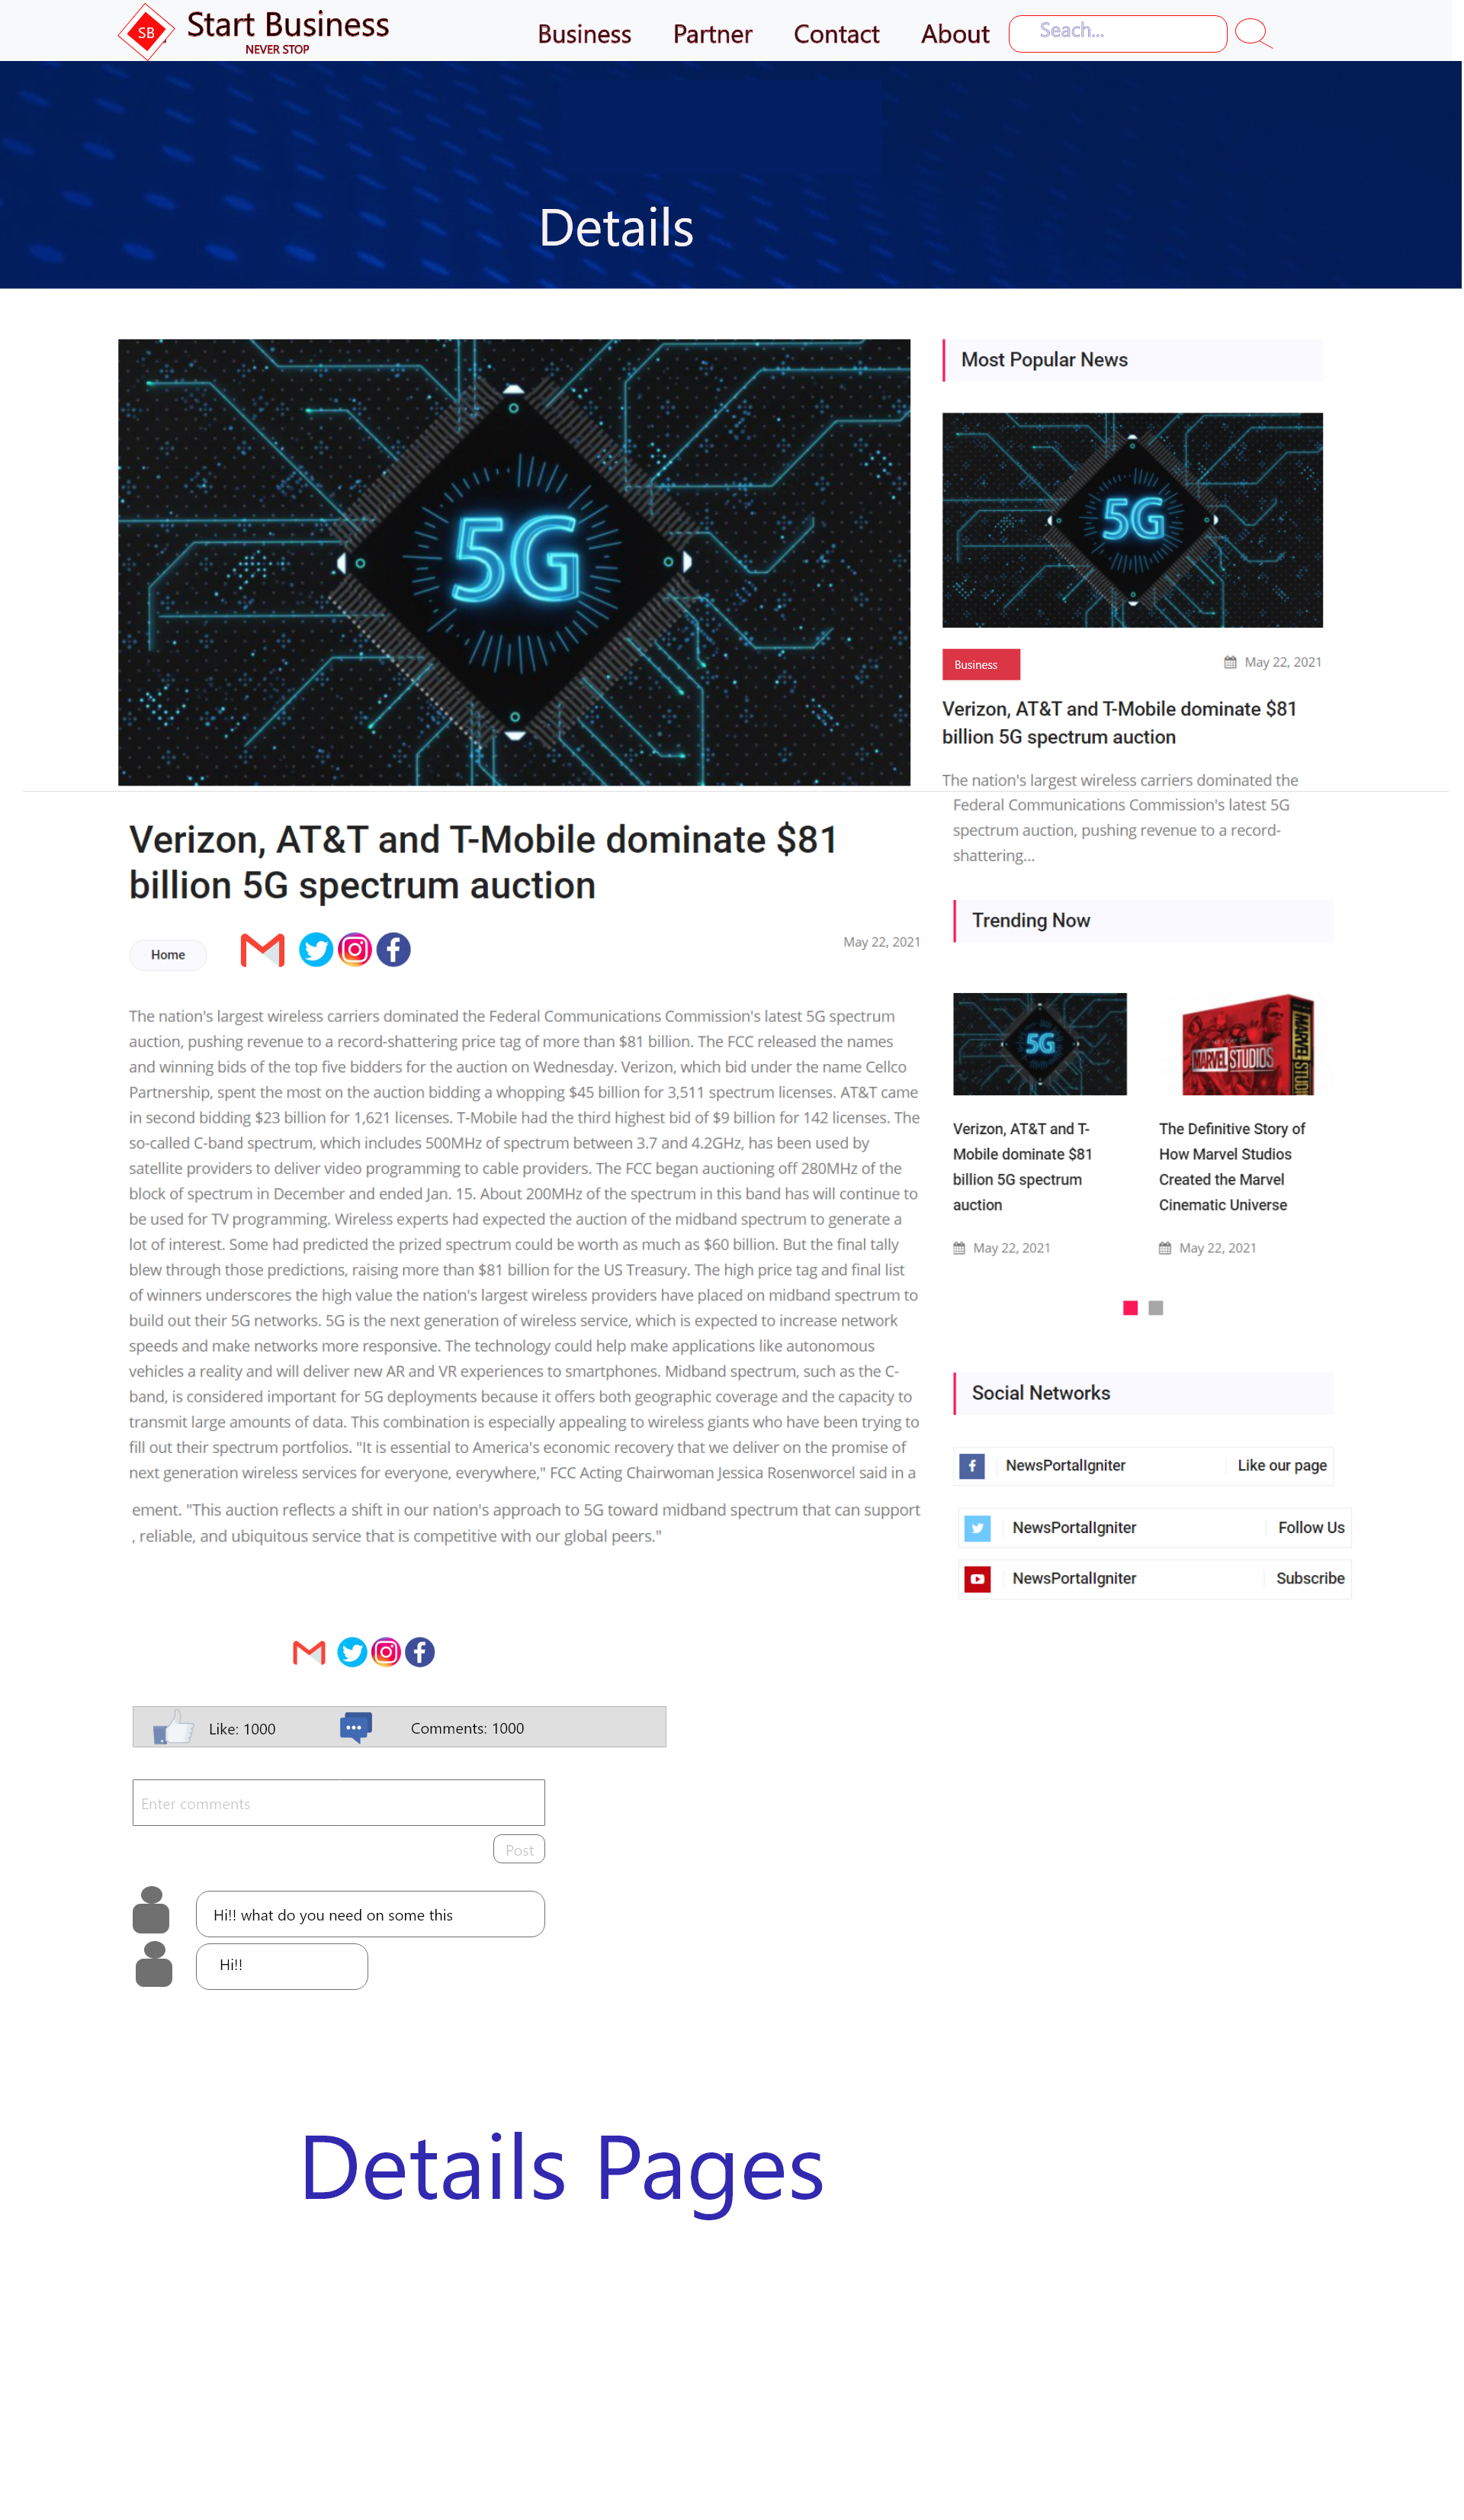 SB
Start Business
NEVER STOP
Business
Partner
Contact
About
Seach...
Details
5G
Verizon, AT&T and T-Mobile dominate $81
billion 5G spectrum auction
Home
May 22, 2021
The nation's largest wireless carriers dominated the Federal Communications Commission's latest 5G spectrum
auction, pushing revenue to a record-shattering price tag of more than $81 billion. The FCC released the names
and winning bids of the top five bidders for the auction on Wednesday. Verizon, which bid under the name Cellco
Partnership, spent the most on the auction bidding a whopping $45 billion for 3,511 spectrum licenses. AT&T came
in second bidding $23 billion for 1,621 licenses. T-Mobile had the third highest bid of $9 billion for 142 licenses. The
so-called C-band spectrum, which includes 500MHz of spectrum between 3.7 and 4.2GHz, has been used by
satellite providers to deliver video programming to cable providers. The FCC began auctioning off 280MHz of the
block of spectrum in December and ended Jan. 15. About 200MHz of the spectrum in this band has will continue to
be used for TV programming. Wireless experts had expected the auction of the midband spectrum to generate a
lot of interest. Some had predicted the prized spectrum could be worth as much as $60 billion. But the final tally
blew through those predictions, raising more than $81 billion for the US Treasury. The high price tag and final list
of winners underscores the high value the nation's largest wireless providers have placed on midband spectrum to
build out their 5G networks. 5G is the next generation of wireless service, which is expected to increase network
speeds and make networks more responsive. The technology could help make applications like autonomous
vehicles a reality and will deliver new AR and VR experiences to smartphones. Midband spectrum, such as the C-
band, is considered important for 5G deployments because it offers both geographic coverage and the capacity to
transmit large amounts of data. This combination is especially appealing to wireless giants who have been trying to
fill out their spectrum portfolios. "It is essential to America's economic recovery that we deliver on the promise of
next generation wireless services for everyone, everywhere," FCC Acting Chairwoman Jessica Rosenworcel said in a
ement. "This auction reflects a shift in our nation's approach to 5G toward midband spectrum that can support
, reliable, and ubiquitous service that is competitive with our global peers."
Like: 1000
Comments: 1000
Enter comments
Post
Hi!! what do you need on some this
Hi!!
Most Popular News
5G
Business
May 22, 2021
Verizon, AT&T and T-Mobile dominate $81
billion 5G spectrum auction
The nation's largest wireless carriers dominated the
Federal Communications Commission's latest 5G
spectrum auction, pushing revenue to a record-
shattering...
Trending Now
5G
Verizon, AT&T and T-
Mobile dominate $81
billion 5G spectrum
auction
May 22, 2021
MARVEL STUDIOS
MARVEL STUDI
The Definitive Story of
How Marvel Studios
Created the Marvel
Cinematic Universe
May 22, 2021
Social Networks
NewsPortalIgniter
Like our page
NewsPortalIgniter
Follow Us
NewsPortalIgniter
Subscribe
Details Pages